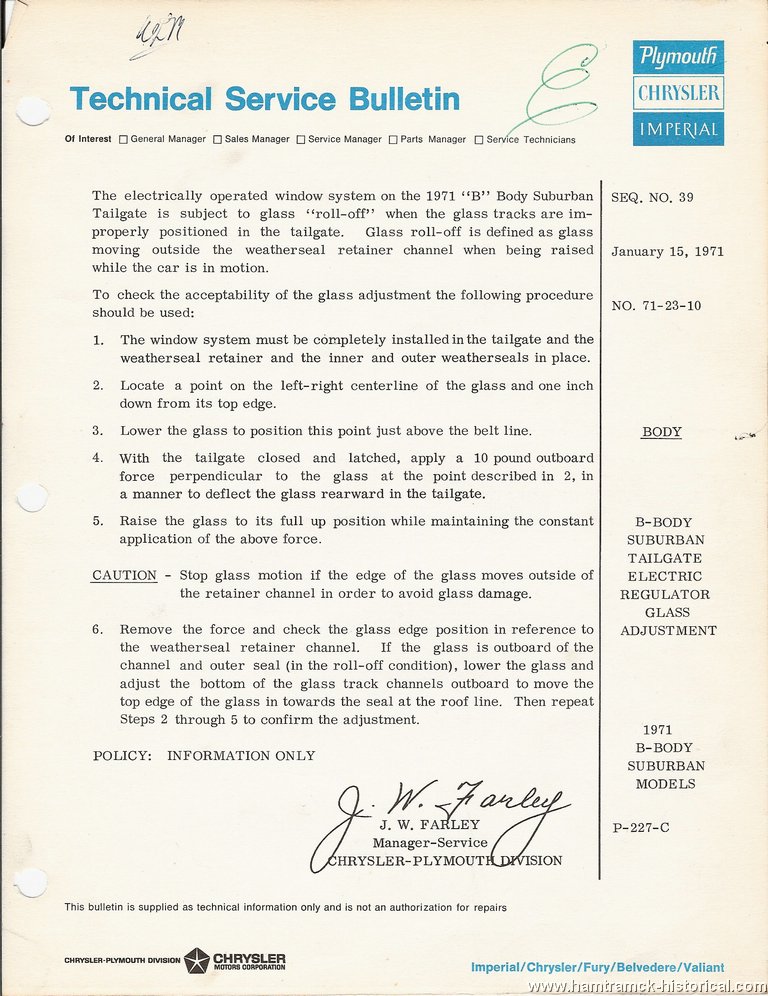 Plymouth
CHRYSLER
IMPERIAL
Technical Service Bulletin
Of Interest □ General Manager □ Sales Manager □ Service Manager □ Parts Manager □ Service Technicians
The electrically operated window system on the 1971 "B" Body Suburban
Tailgate is subject to glass "roll-off" when the glass tracks are im-
properly positioned in the tailgate. Glass roll-off is defined as glass
moving outside the weatherseal retainer channel when being raised
while the car is in motion.
To check the acceptability of the glass adjustment the following procedure
should be used:
1. The window system must be completely installed in the tailgate and the
weatherseal retainer and the inner and outer weatherseals in place.
2. Locate a point on the left-right centerline of the glass and one inch
down from its top edge.
3. Lower the glass to position this point just above the belt line.
4. With the tailgate closed and latched, apply a 10 pound outboard
force perpendicular to the glass at the point described in 2, in
a manner to deflect the glass rearward in the tailgate.
5. Raise the glass to its full up position while maintaining the constant
application of the above force.
CAUTION - Stop glass motion if the edge of the glass moves outside of
the retainer channel in order to avoid glass damage.
6. Remove the force and check the glass edge position in reference to
the weatherseal retainer channel. If the glass is outboard of the
channel and outer seal (in the roll-off condition), lower the glass and
adjust the bottom of the glass track channels outboard to move the
top edge of the glass in towards the seal at the roof line. Then repeat
Steps 2 through 5 to confirm the adjustment.
POLICY: INFORMATION ONLY
J. W. Farley
J. W. FARLEY
Manager-Service
CHRYSLER-PLYMOUTH DIVISION
SEQ. NO. 39
January 15, 1971
NO. 71-23-10
BODY
B-BODY
SUBURBAN
TAILGATE
ELECTRIC
REGULATOR
GLASS
ADJUSTMENT
1971
B-BODY
SUBURBAN
MODELS
P-227-C
This bulletin is supplied as technical information only and is not an authorization for repairs
CHRYSLER-PLYMOUTH DIVISION
CHRYSLER
MOTORS CORPORATION
Imperial/Chrysler/Fury/Belvedere/Valiant
www.hamtramck-historical.com